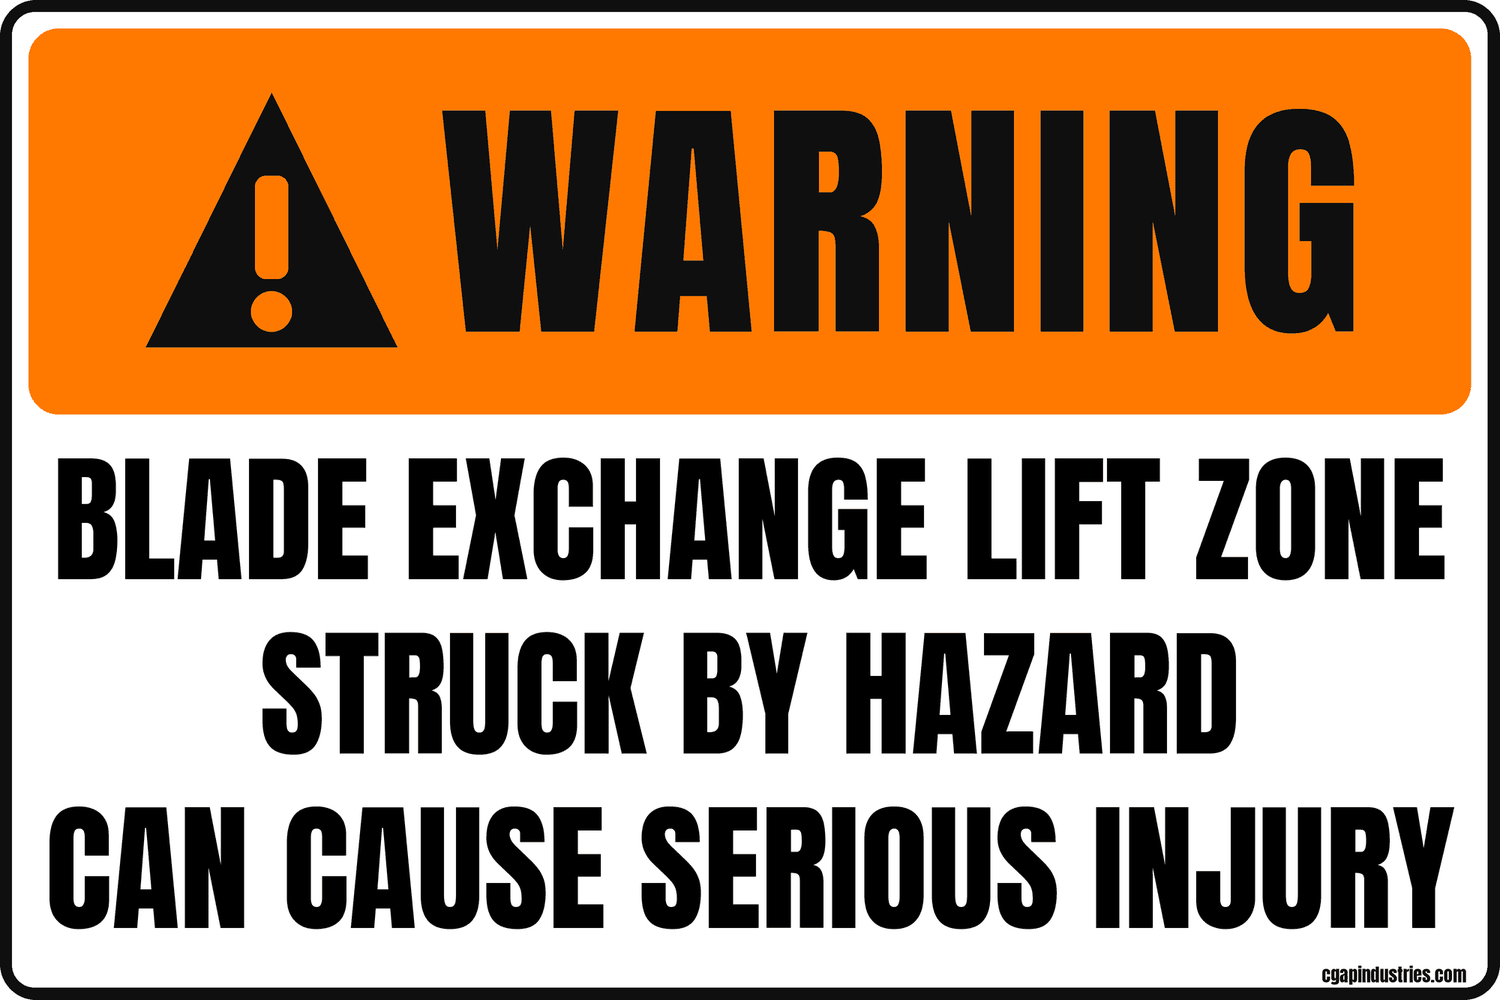 WARNING
BLADE EXCHANGE LIFT ZONE
STRUCK BY HAZARD
CAN CAUSE SERIOUS INJURY
cgapindustries.com